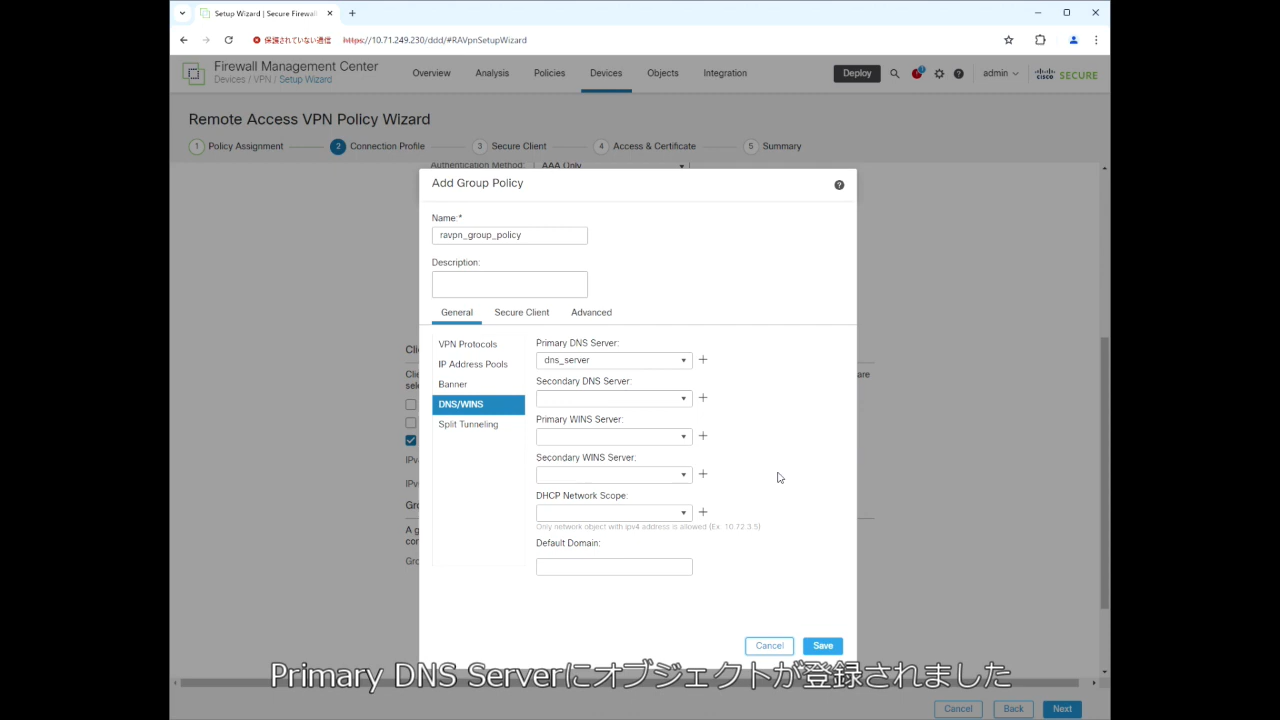 Setup Wizard | Secure Firewal
保護されていない通信
https://10.71.249.230/ddd/#RAVpnSetupWizard
Firewall Management Center
Devices / VPN / Setup Wizard
Overview
Analysis
Policies
Devices
Objects
Integration
Deploy
admin
cisco SECURE
Remote Access VPN Policy Wizard
1 Policy Assignment
2 Connection Profile
3 Secure Client
4 Access & Certificate
5 Summary
Authentication Method:
AAA Only
Add Group Policy
Name:*
ravpn_group_policy
Description:
General
Secure Client
Advanced
VPN Protocols
IP Address Pools
Banner
DNS/WINS
Split Tunneling
Primary DNS Server:
dns_server
Secondary DNS Server:
Primary WINS Server:
Secondary WINS Server:
DHCP Network Scope:
Only network object with ipv4 address is allowed (Ex: 10.72.3.5)
Default Domain:
Cancel
Save
Primary DNS Serverにオブジェクトが登録されました
Cancel
Back
Next